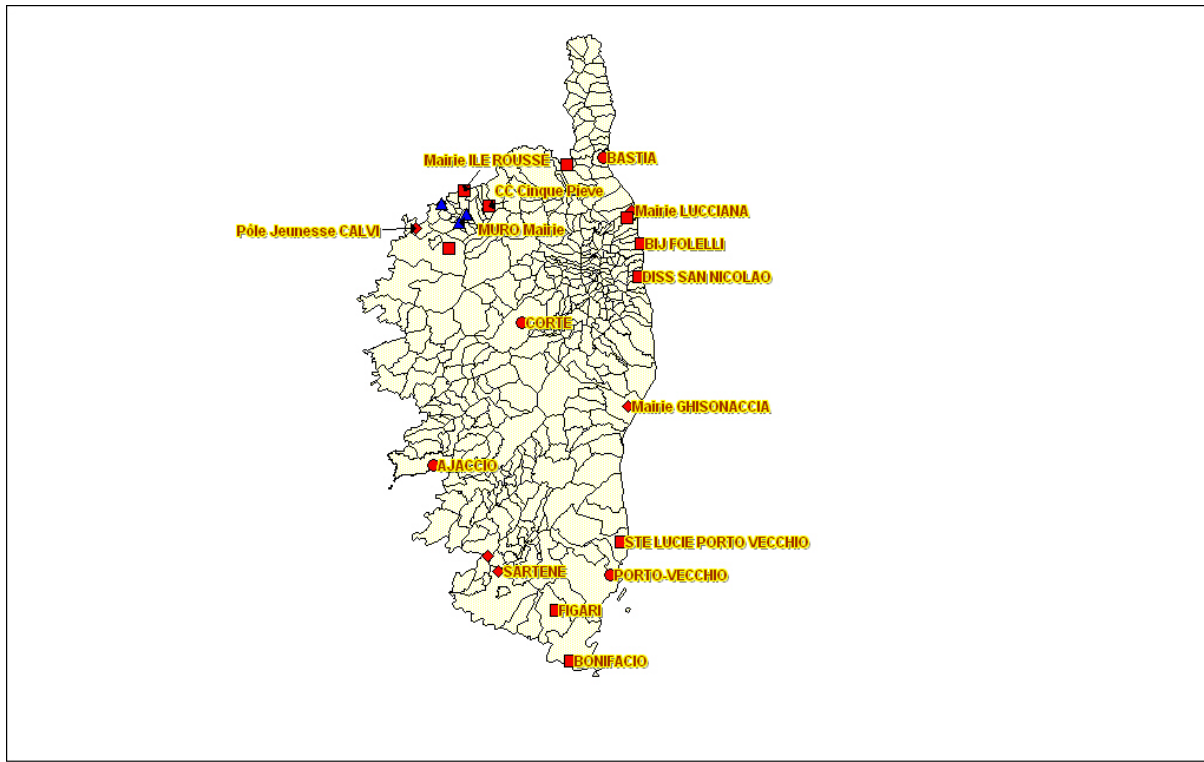 BASTIA
Mairie ILE ROUSSE
CC Cinque Pieve
Mairie LUCCIANA
Pôle Jeunesse CALVI
MURO Mairie
BIJ FOLELLI
DISS SAN NICOLAO
CORTE
Mairie GHISONACCIA
AJACCIO
STE LUCIE PORTO VECCHIO
SARTENE
PORTO-VECCHIO
FIGARI
BONIFACIO